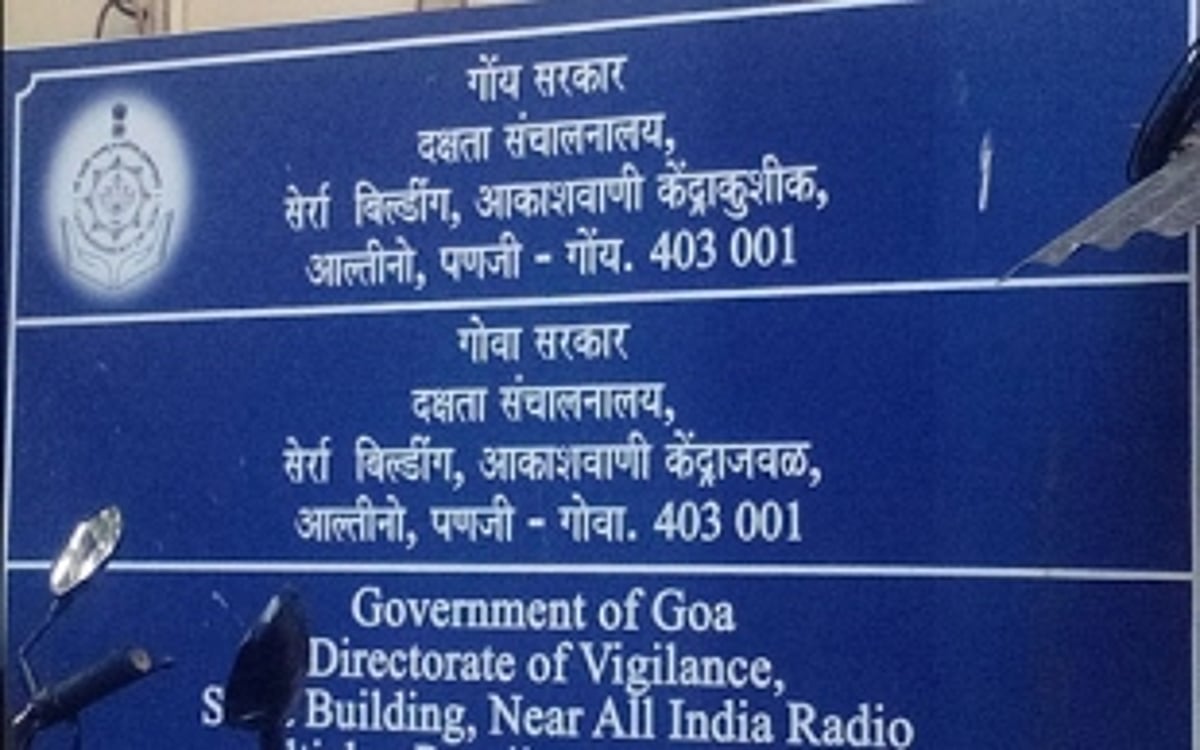 गोंय सरकार
दक्षता संचालनालय,
सेर्रा बिल्डींग, आकाशवाणी केंद्राकुशीक,
आल्तीनो, पणजी - गोंय. 403 001
गोवा सरकार
दक्षता संचालनालय,
सेर्रा बिल्डींग, आकाशवाणी केंद्राजवळ,
आल्तीनो, पणजी - गोवा. 403 001
Government of Goa
Directorate of Vigilance,
Building, Near All India Radio